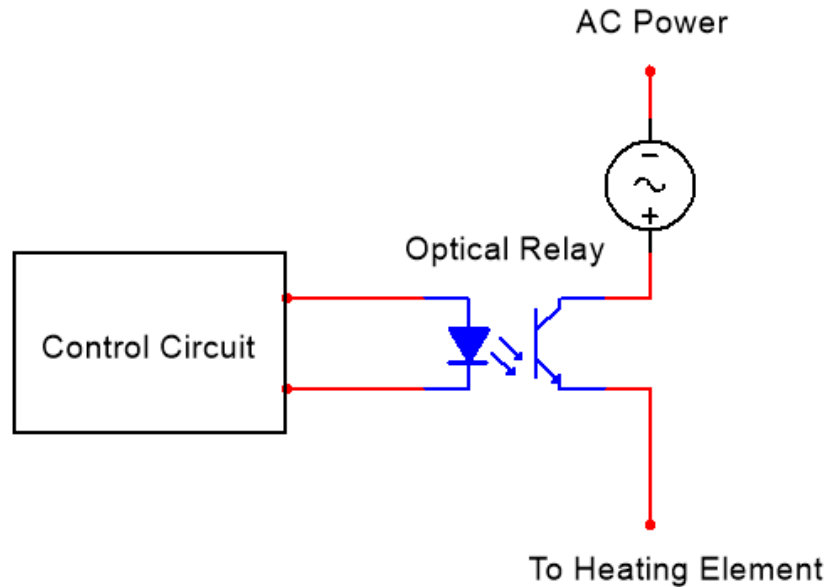 AC Power
−
+
Optical Relay
Control Circuit
To Heating Element